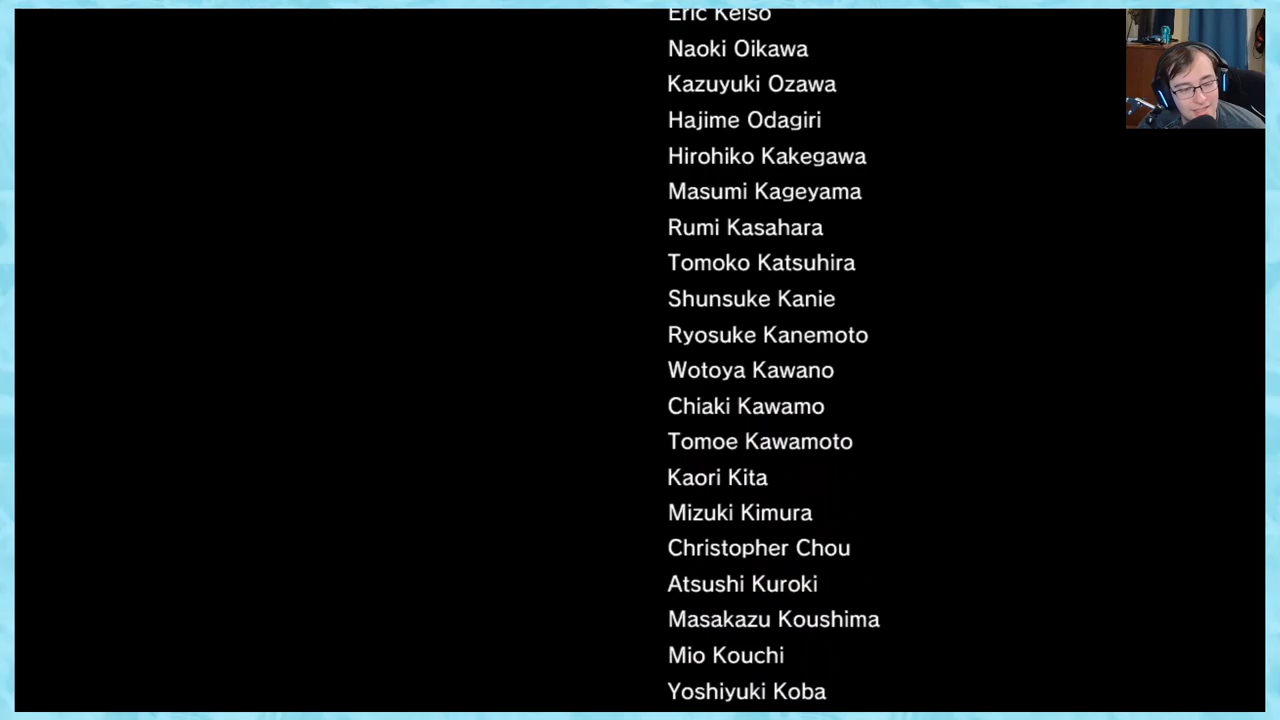 Eric Kelso
Naoki Oikawa
Kazuyuki Ozawa
Hajime Odagiri
Hirohiko Kakegawa
Masumi Kageyama
Rumi Kasahara
Tomoko Katsuhira
Shunsuke Kanie
Ryosuke Kanemoto
Wotoya Kawano
Chiaki Kawamo
Tomoe Kawamoto
Kaori Kita
Mizuki Kimura
Christopher Chou
Atsushi Kuroki
Masakazu Koushima
Mio Kouchi
Yoshiyuki Koba